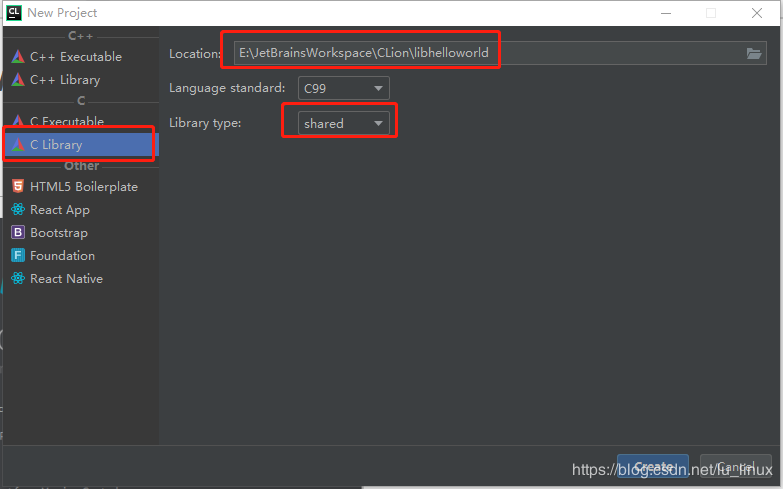 CL New Project
C++
C++ Executable
C++ Library
C
C Executable
C Library
Other
HTML5 Boilerplate
React App
B Bootstrap
F Foundation
React Native
Location: E:\JetBrainsWorkspace\CLion\libhelloworld
Language standard: C99
Library type: shared
Create
Cancel
https://blog.csdn.net/lu_linux